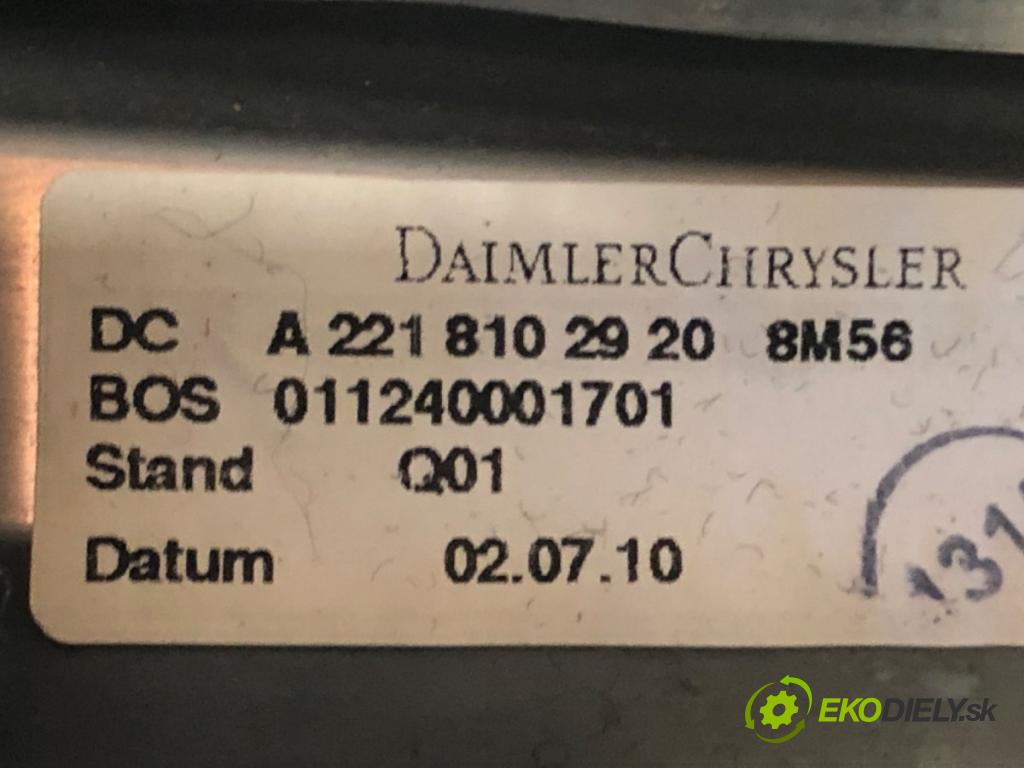 DAIMLERCHRYSLER
DC A 221 810 29 20 8M56
BOS 011240001701
Stand Q01
Datum 02.07.10
EKODIELY.sk